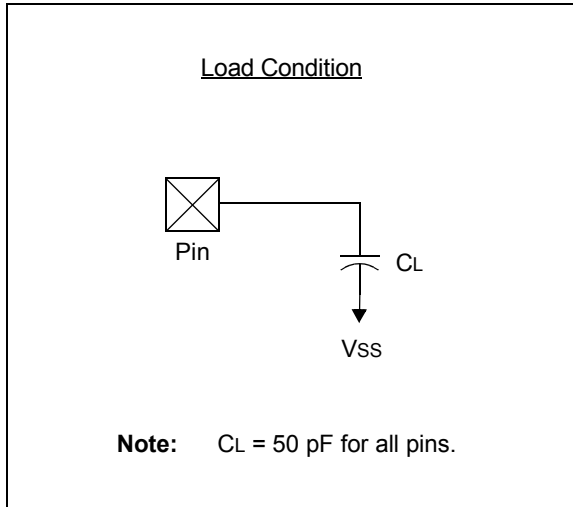 Load Condition
Pin
CL
VSS
Note: CL = 50 pF for all pins.